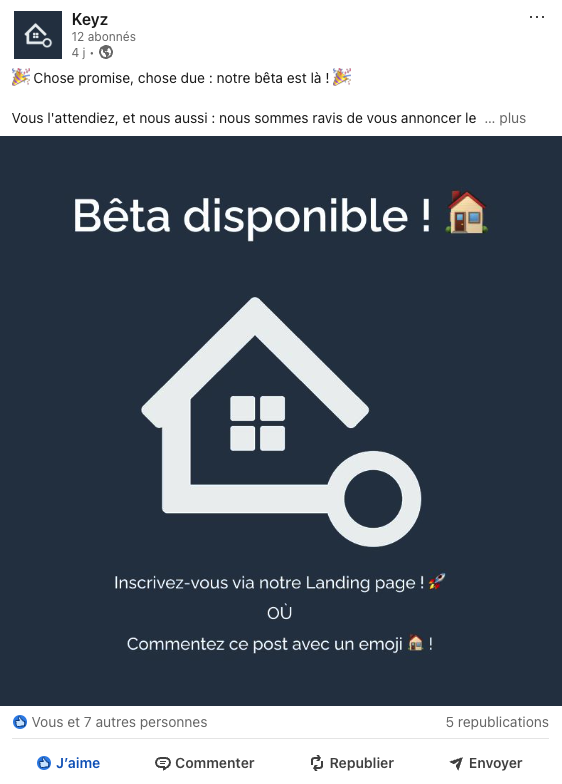 Keyz
12 abonnés
4 j •
🎉 Chose promise, chose due : notre bêta est là ! 🎉
Vous l'attendiez, et nous aussi : nous sommes ravis de vous annoncer le … plus
Bêta disponible ! 🏠
Inscrivez-vous via notre Landing page ! 🚀
OÙ
Commentez ce post avec un emoji 🏠 !
Vous et 7 autres personnes
5 republications
J'aime
Commenter
Republier
Envoyer